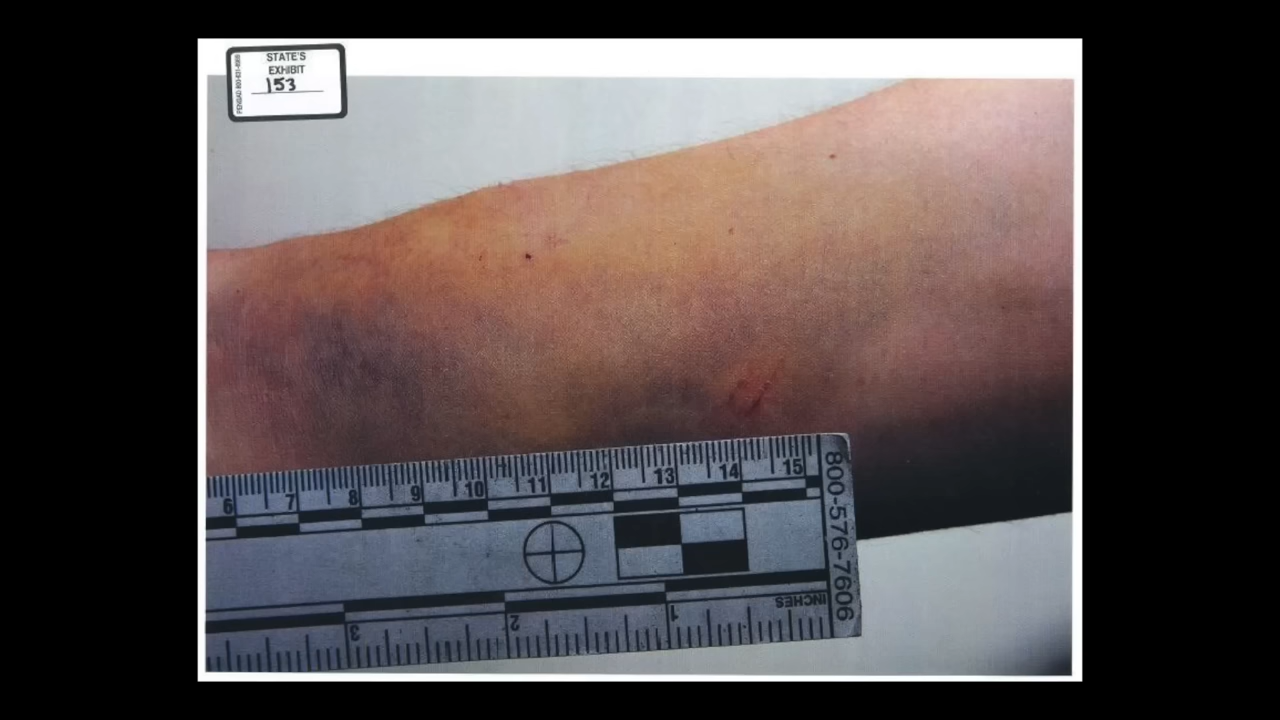 STATE'S
EXHIBIT
153
6 7 8 9 10 11 12 13 14 15
800-576-7606
INCHES
3 2 1